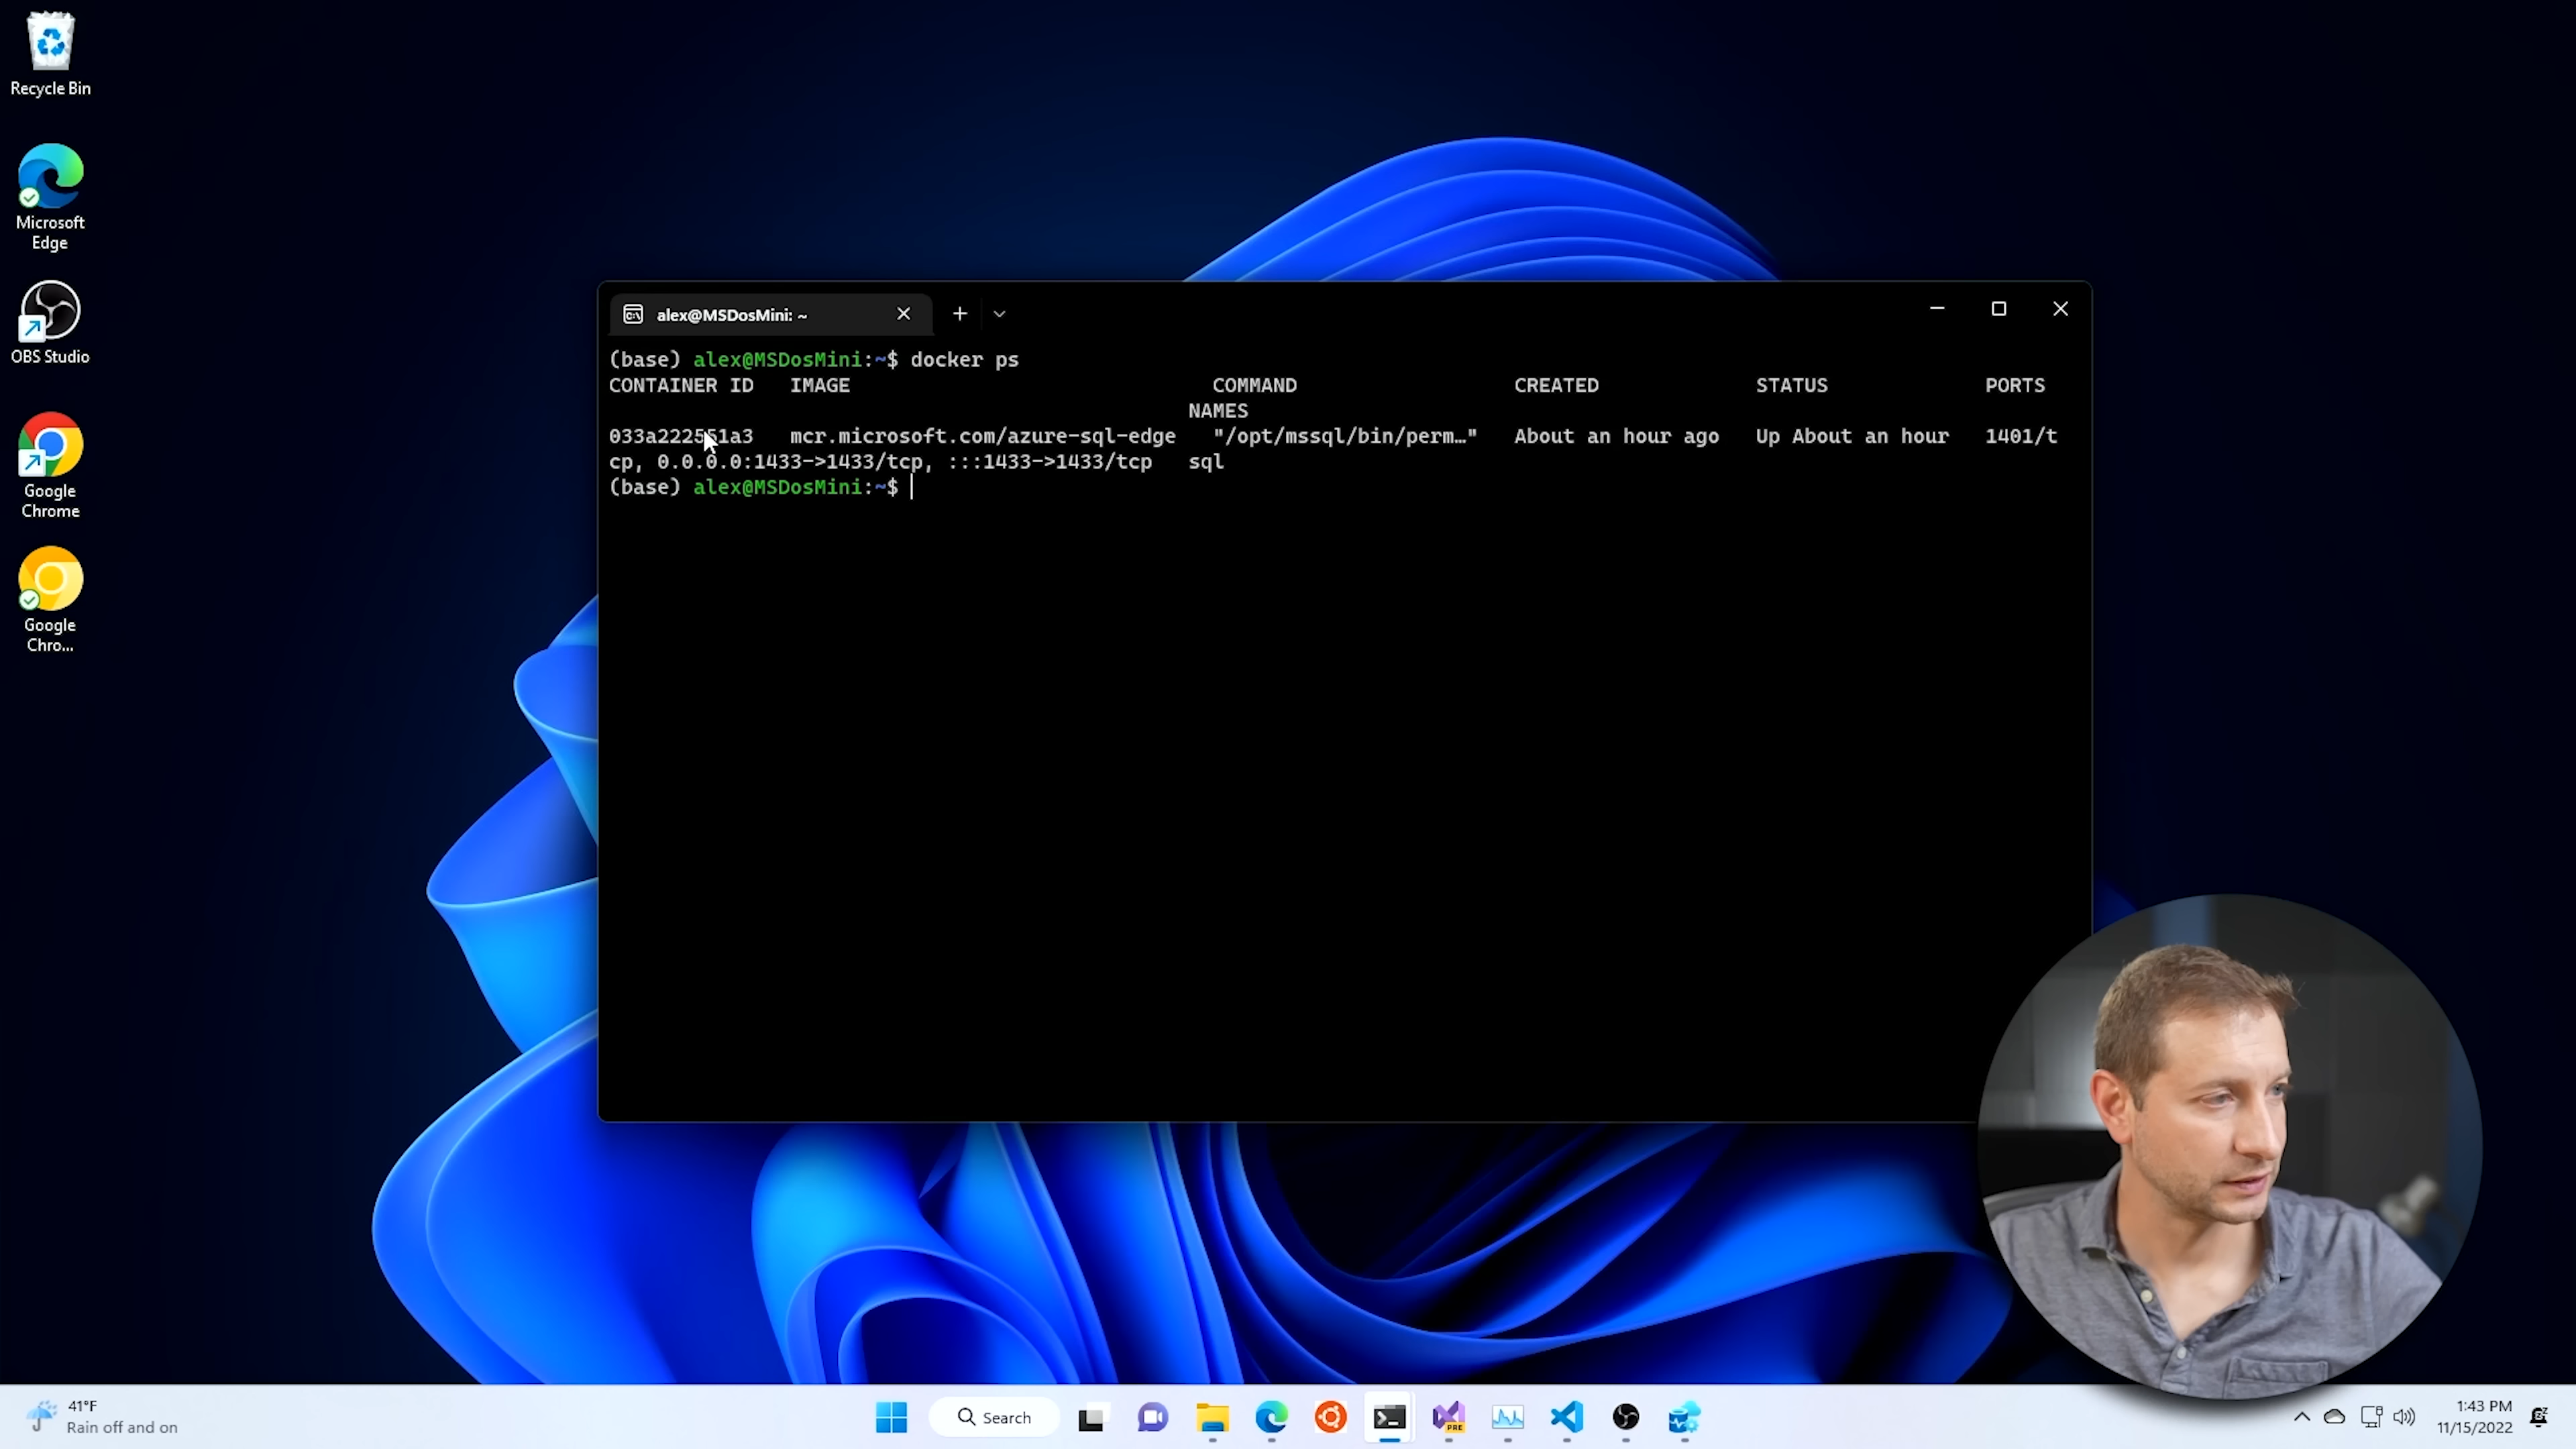 Recycle Bin
Microsoft
Edge
OBS Studio
Google
Chrome
Google
Chro...
alex@MSDosMini: ~
(base) alex@MSDosMini:~$ docker ps
CONTAINER ID   IMAGE   COMMAND   CREATED   STATUS   PORTS
NAMES
033a222551a3   mcr.microsoft.com/azure-sql-edge   "/opt/mssql/bin/perm…"   About an hour ago   Up About an hour   1401/t
cp, 0.0.0.0:1433->1433/tcp, :::1433->1433/tcp   sql
(base) alex@MSDosMini:~$
41°F
Rain off and on
Search
PRE
1:43 PM
11/15/2022